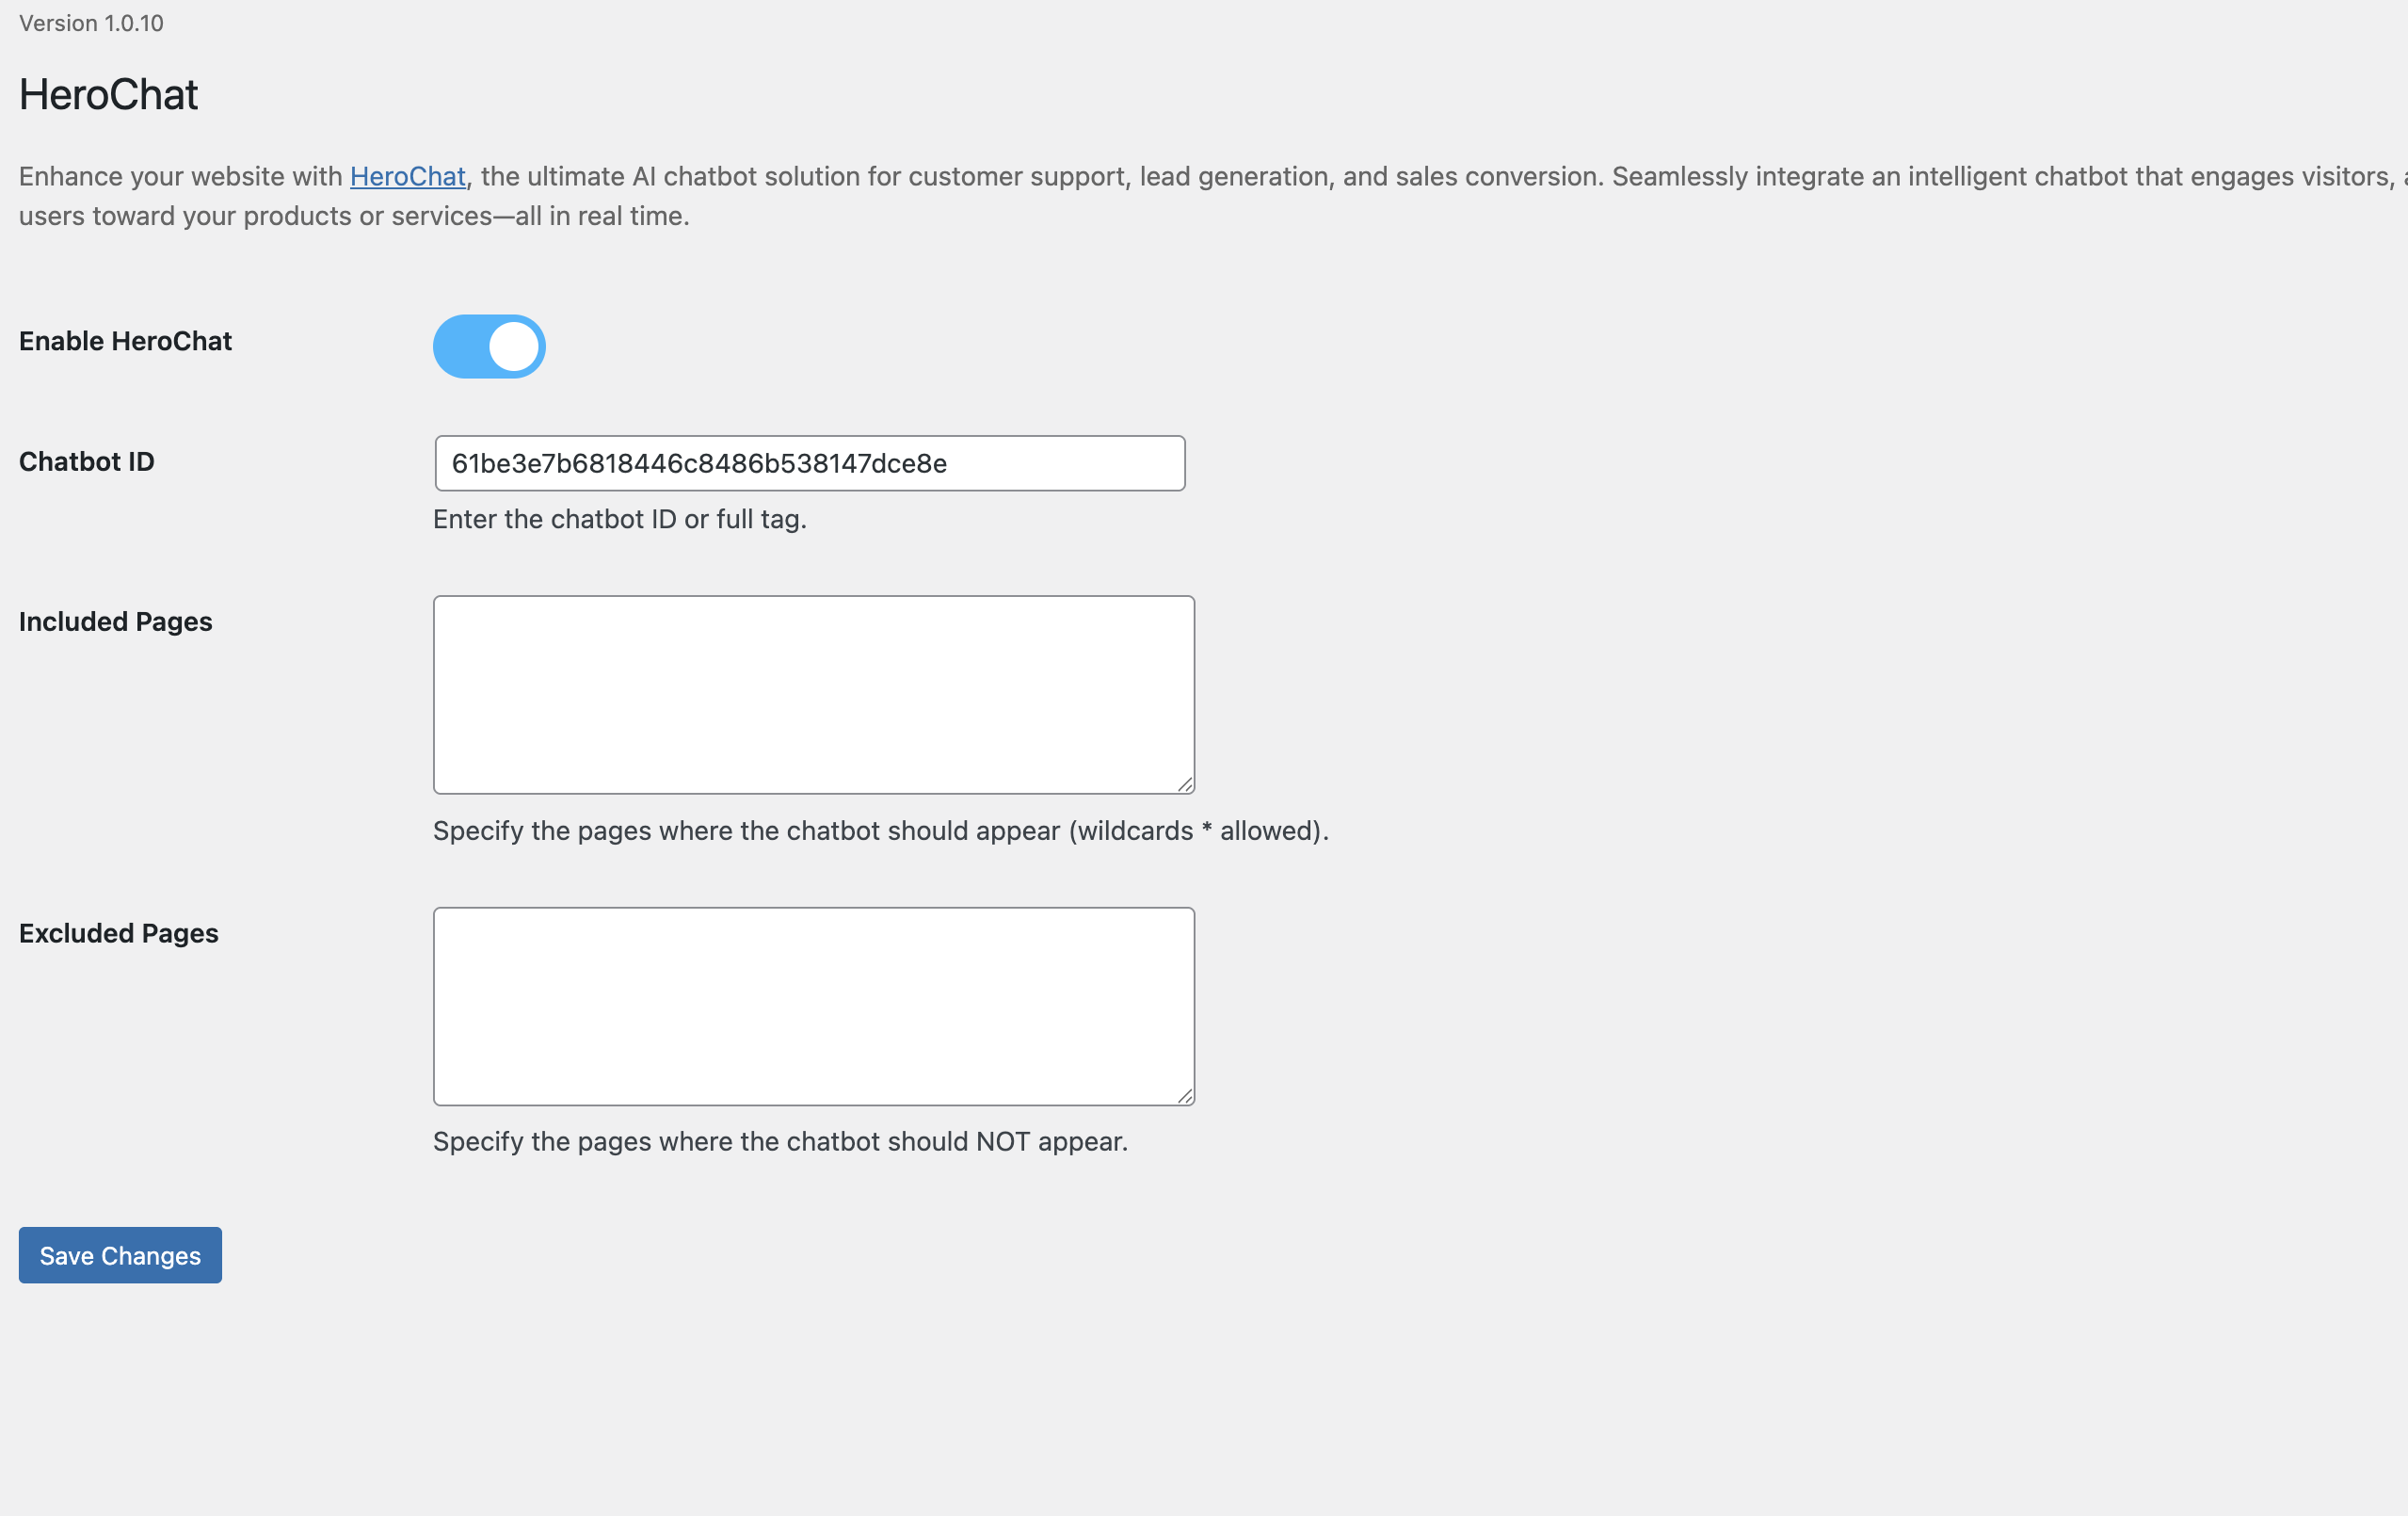 Version 1.0.10
HeroChat
Enhance your website with HeroChat, the ultimate AI chatbot solution for customer support, lead generation, and sales conversion. Seamlessly integrate an intelligent chatbot that engages visitors,
users toward your products or services—all in real time.
Enable HeroChat
Chatbot ID
61be3e7b6818446c8486b538147dce8e
Enter the chatbot ID or full tag.
Included Pages
Specify the pages where the chatbot should appear (wildcards * allowed).
Excluded Pages
Specify the pages where the chatbot should NOT appear.
Save Changes